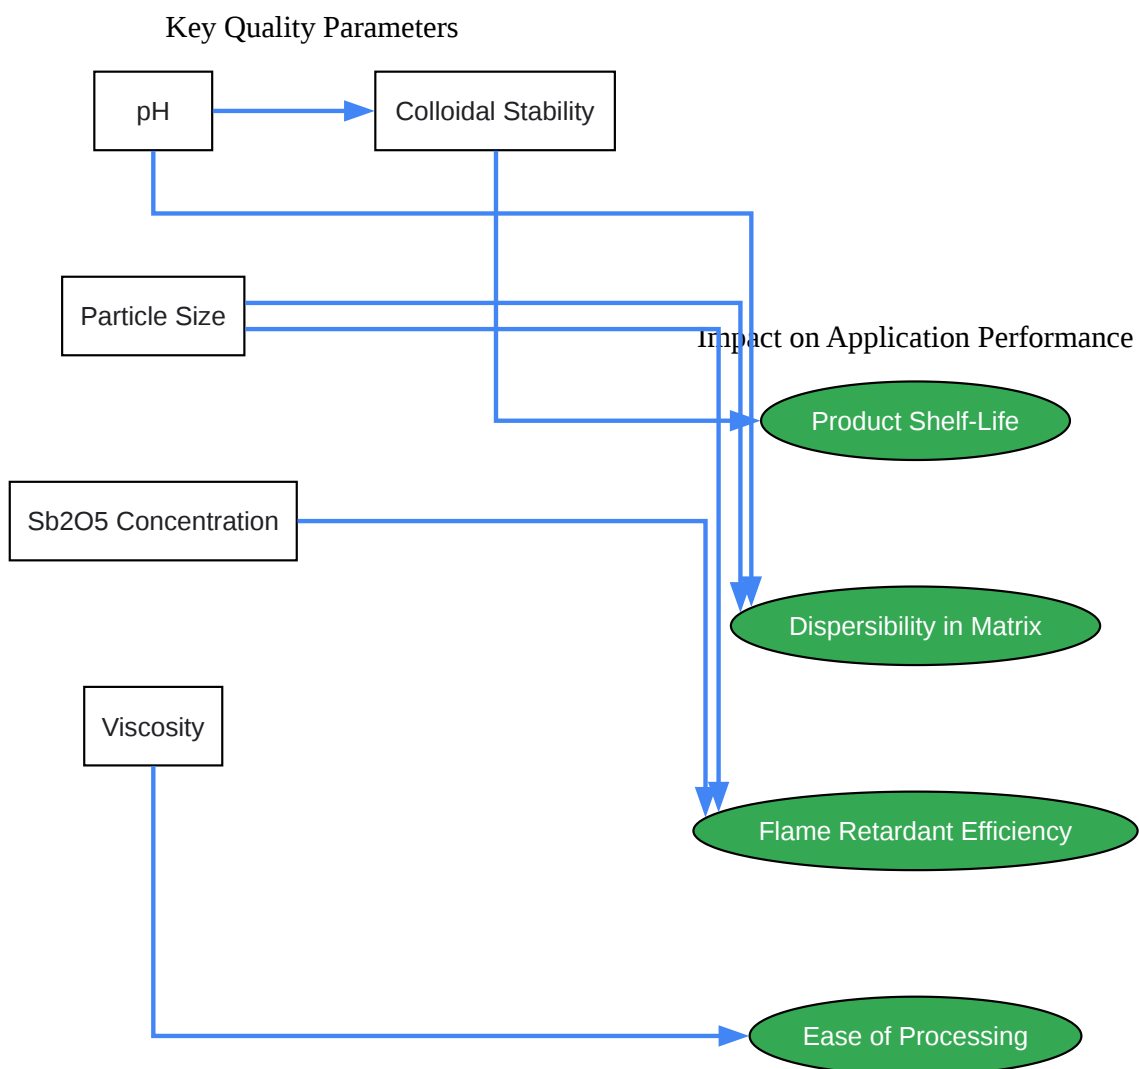 Key Quality Parameters
pH
Colloidal Stability
Particle Size
Impact on Application Performance
Product Shelf-Life
Sb2O5 Concentration
Dispersibility in Matrix
Viscosity
Flame Retardant Efficiency
Ease of Processing